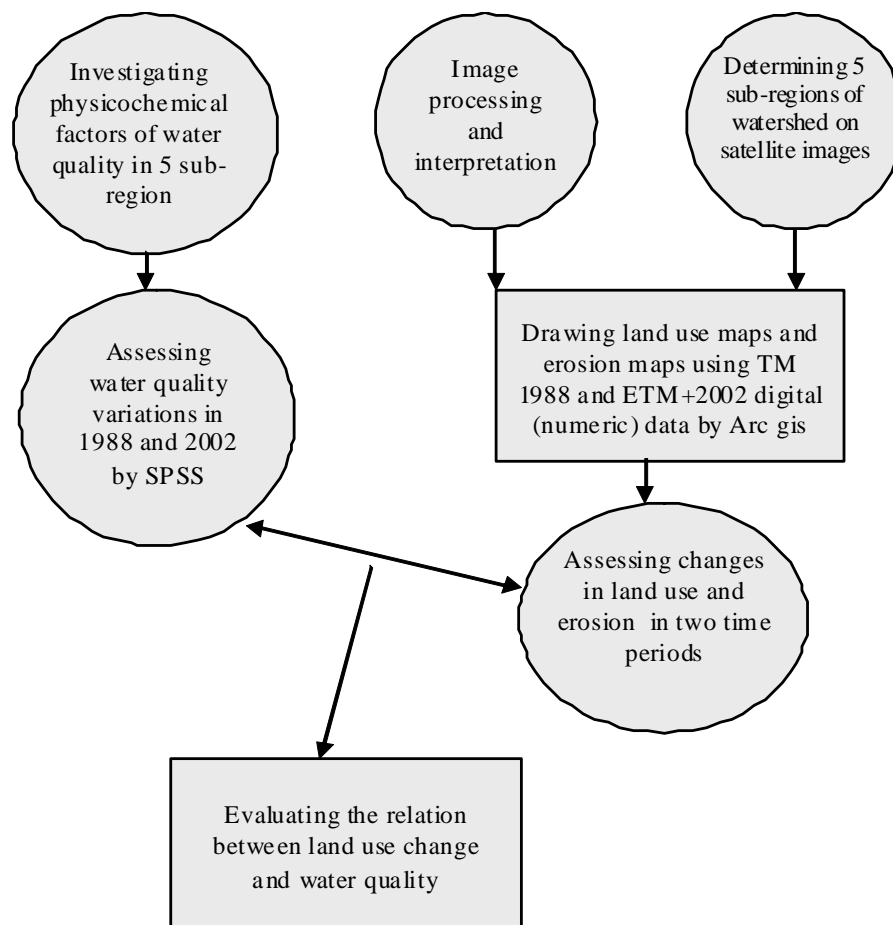 Investigating
physicochemical
factors of water
quality in 5 sub-
region
Image
processing
and
interpretation
Determining 5
sub-regions of
watershed on
satellite images
Assessing
water quality
variations in
1988 and 2002
by SPSS
Drawing land use maps and
erosion maps using TM
1988 and ETM+2002 digital
(numeric) data by Arc gis
Assessing changes
in land use and
erosion in two time
periods
Evaluating the relation
between land use change
and water quality